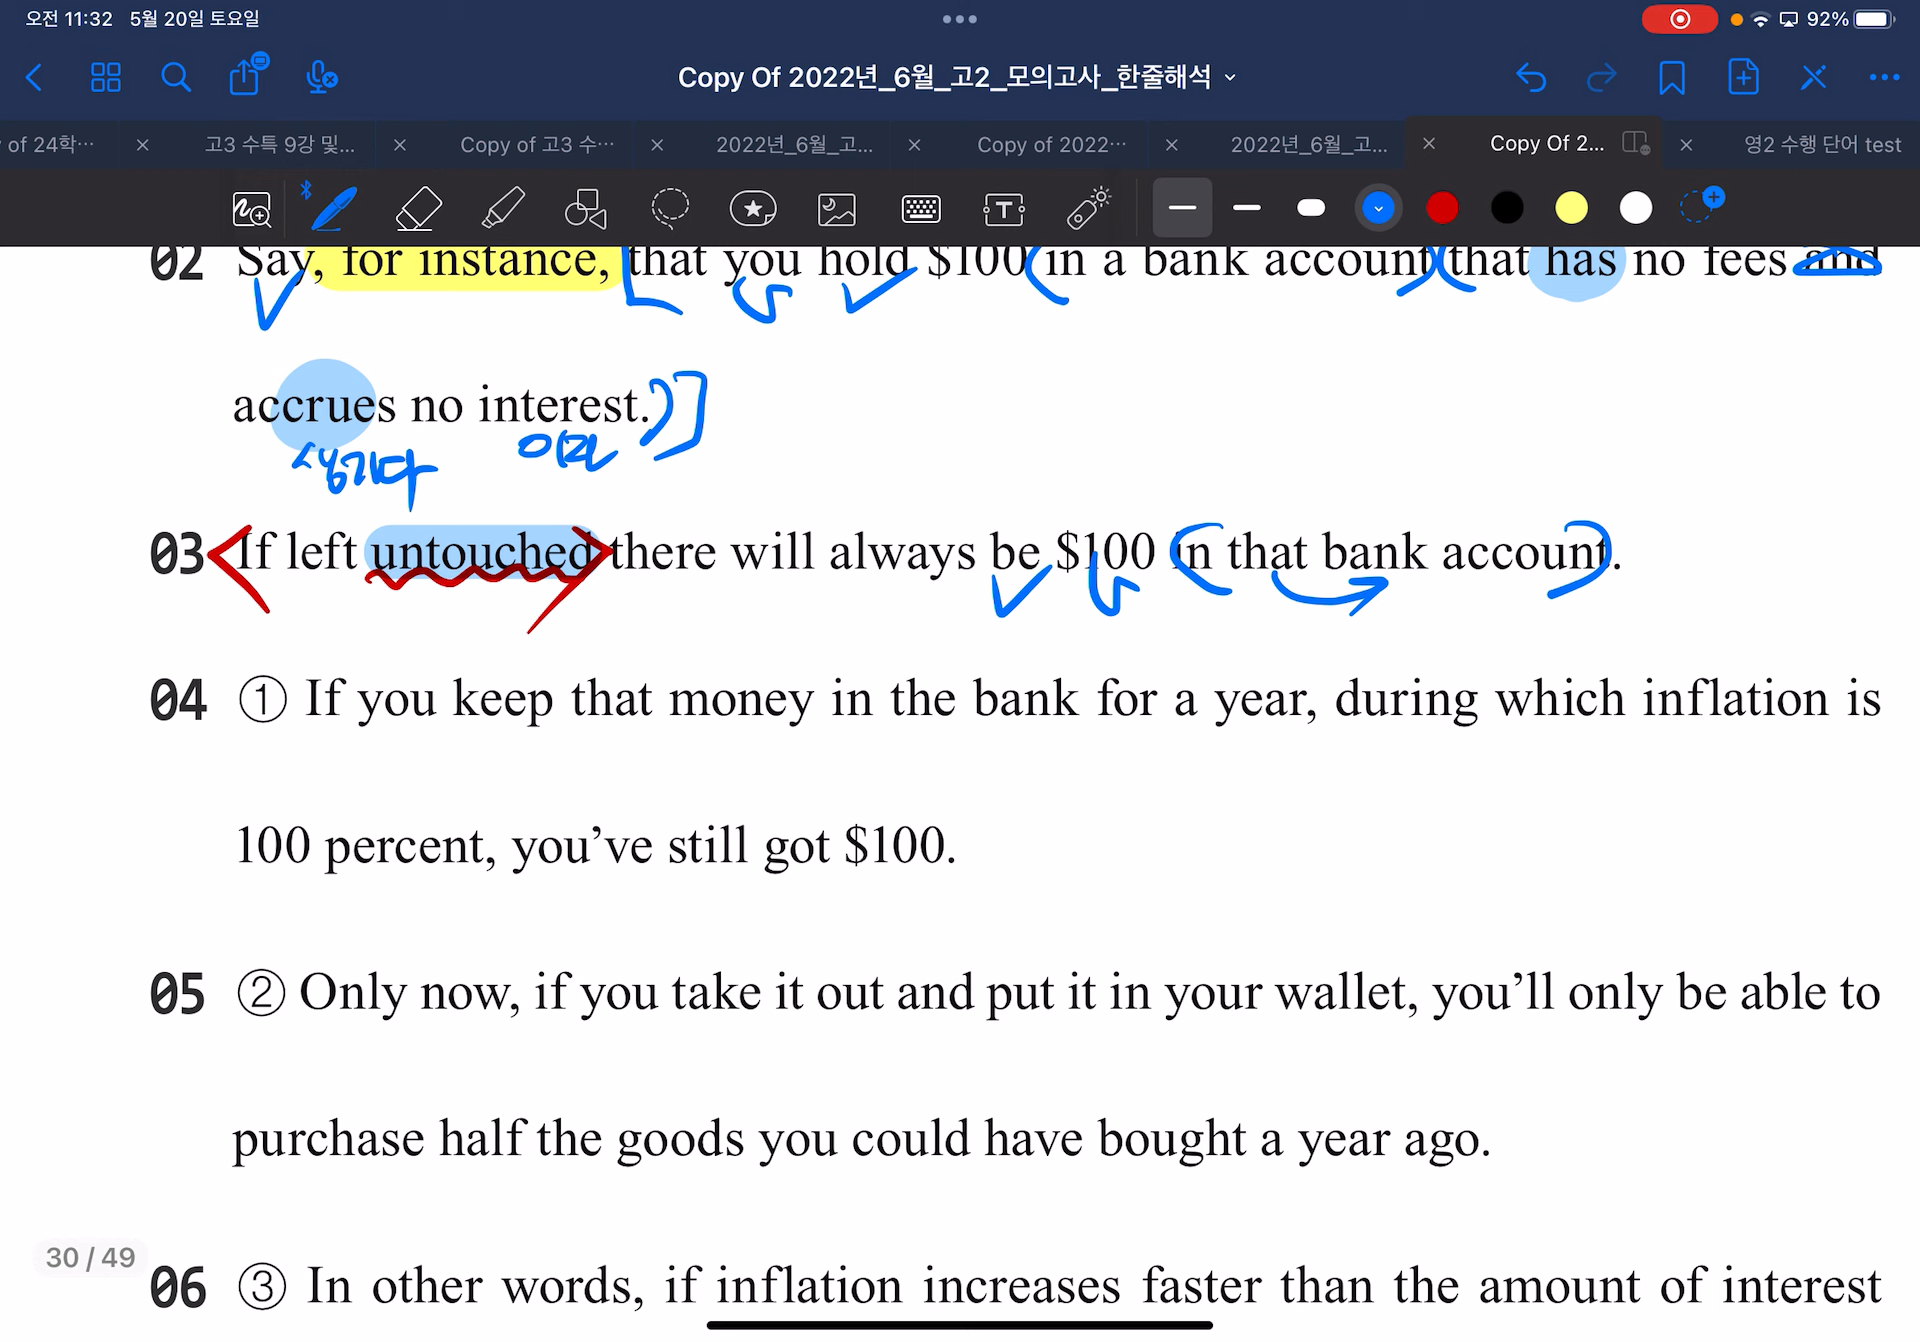 오전 11:32 5월 20일 토요일
92%
Copy Of 2022년_6월_고2_모의고사_한줄해석
of 24학···
고3 수특 9강 및...
Copy of 고3 수···
2022년_6월_고...
Copy of 2022···
2022년_6월_고...
Copy Of 2...
영2 수행 단어 test
02 Say, for instance, that you hold $100 in a bank account that has no fees and
accrues no interest.
생기다 이자
03 If left untouched there will always be $100 in that bank account.
04 ① If you keep that money in the bank for a year, during which inflation is
100 percent, you’ve still got $100.
05 ② Only now, if you take it out and put it in your wallet, you’ll only be able to
purchase half the goods you could have bought a year ago.
30 / 49
06 ③ In other words, if inflation increases faster than the amount of interest